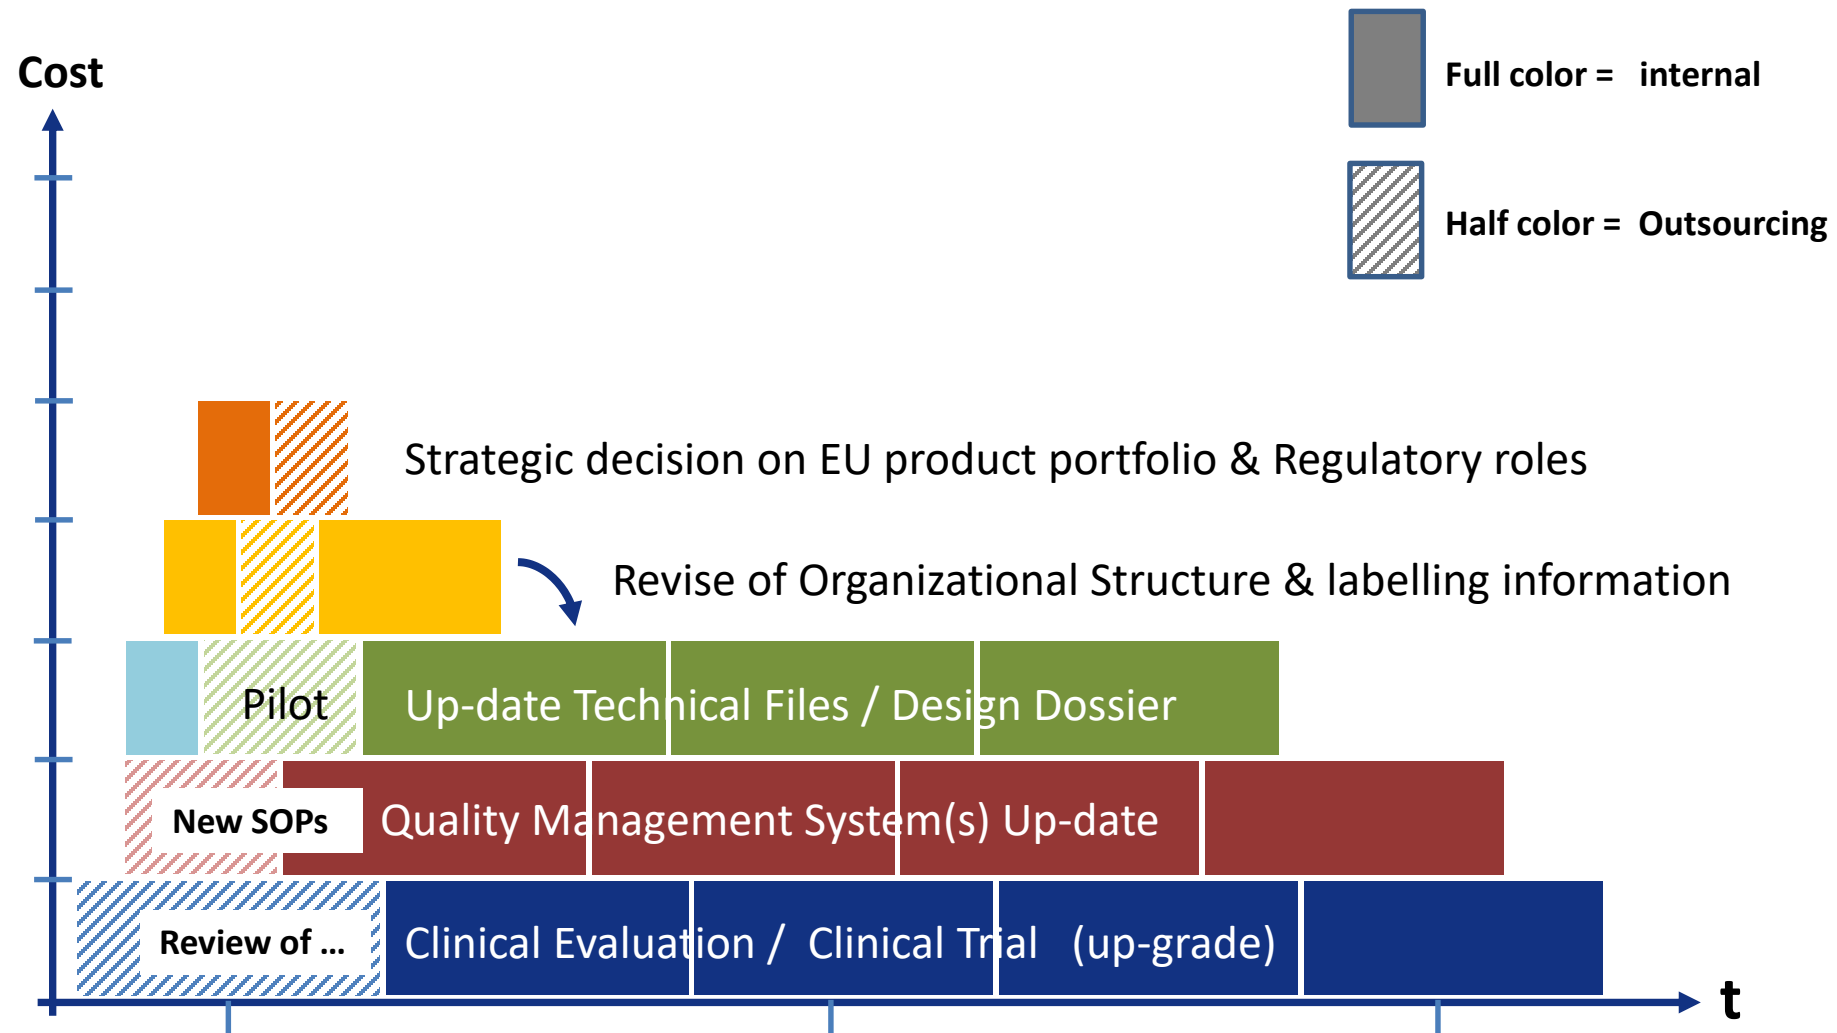 Cost
Full color = internal
Half color = Outsourcing
Strategic decision on EU product portfolio & Regulatory roles
Revise of Organizational Structure & labelling information
Pilot
Up-date Technical Files / Design Dossier
New SOPs
Quality Management System(s) Up-date
Review of ...
Clinical Evaluation / Clinical Trial (up-grade)
t